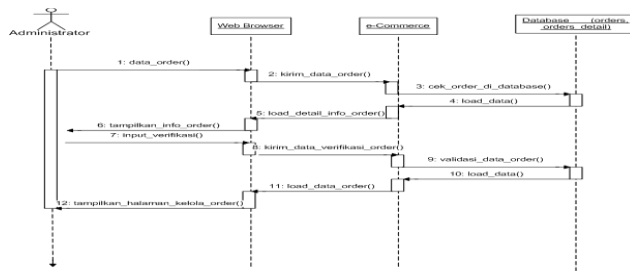 Administrator
Web Browser
e-Commerce
Database (orders,
orders_detail)
1: data_order()
2: kirim_data_order()
3: cek_order_di_database()
4: load_data()
5: load_detail_info_order()
6: tampilkan_info_order()
7: input_verifikasi()
8: kirim_data_verifikasi_order()
9: validasi_data_order()
10: load_data()
11: load_data_order()
12: tampilkan_halaman_kelola_order()